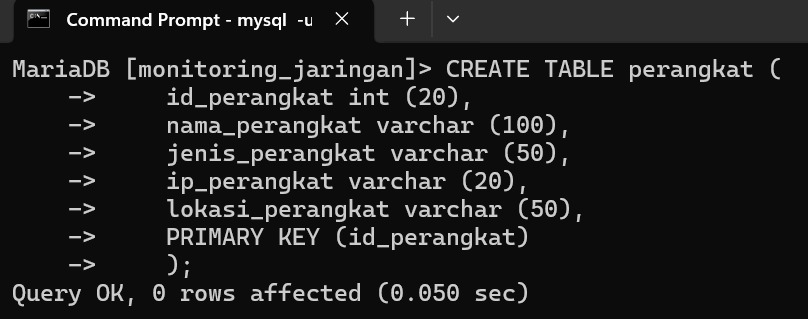 Command Prompt - mysql -u
MariaDB [monitoring_jaringan]> CREATE TABLE perangkat (
    ->     id_perangkat int (20),
    ->     nama_perangkat varchar (100),
    ->     jenis_perangkat varchar (50),
    ->     ip_perangkat varchar (20),
    ->     lokasi_perangkat varchar (50),
    ->     PRIMARY KEY (id_perangkat)
    ->     );
Query OK, 0 rows affected (0.050 sec)